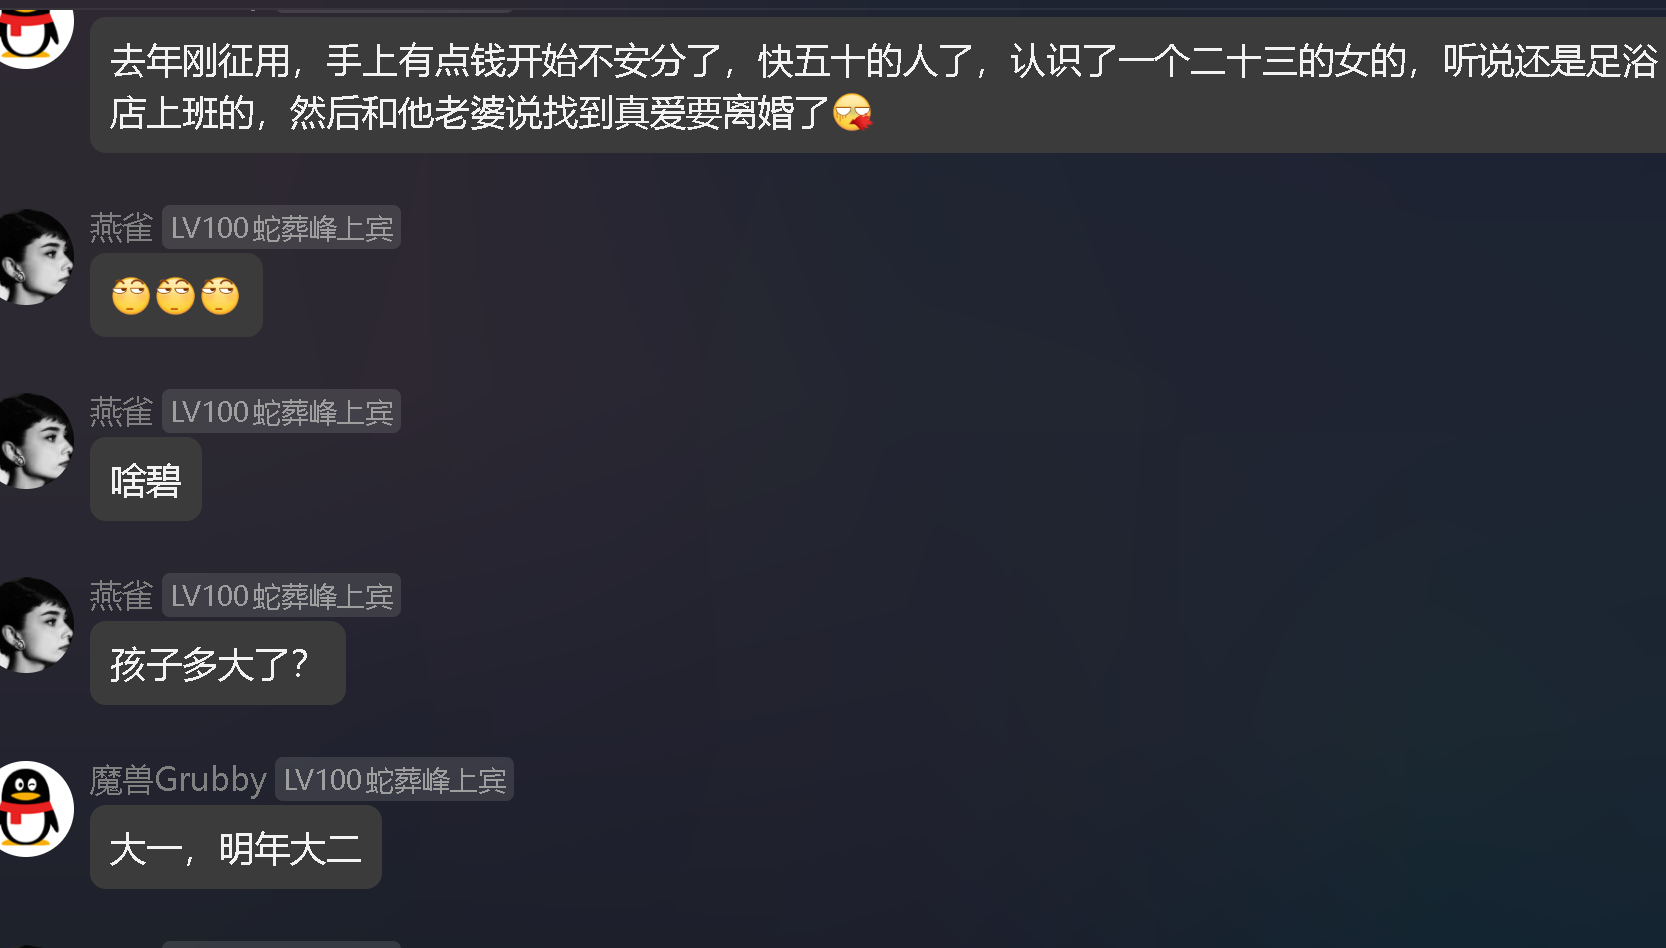 去年刚征用，手上有点钱开始不安分了，快五十的人了，认识了一个二十三的女的，听说还是足浴
店上班的，然后和他老婆说找到真爱要离婚了
燕雀 LV100蛇葬峰上宾
燕雀 LV100蛇葬峰上宾
啥碧
燕雀 LV100蛇葬峰上宾
孩子多大了？
魔兽Grubby LV100蛇葬峰上宾
大一，明年大二